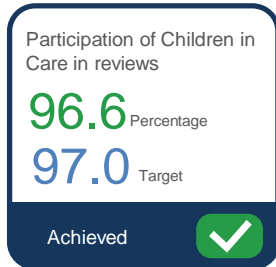 Participation of Children in
Care in reviews
96.6 Percentage
97.0 Target
Achieved